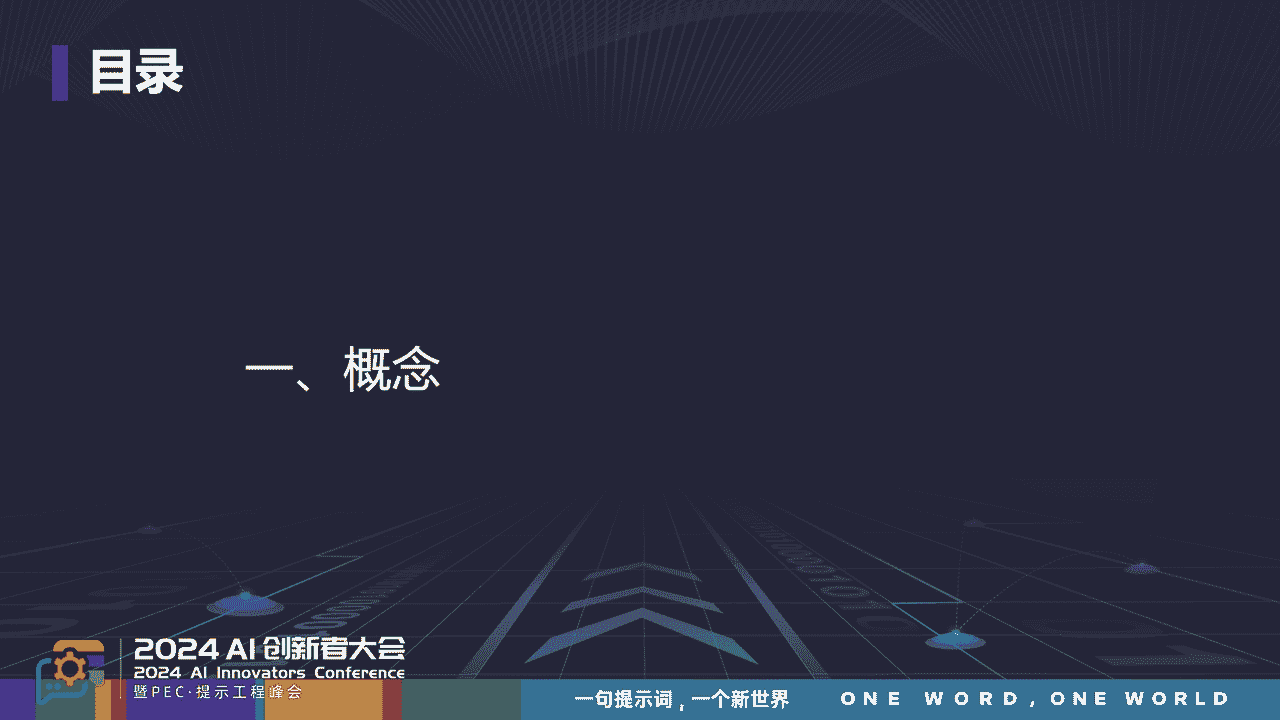 目录
一、概念
2024 AI 创新者大会
2024 AI Innovators Conference
暨PEC·提示工程峰会
一句提示词，一个新世界
ONE WORD, ONE WORLD